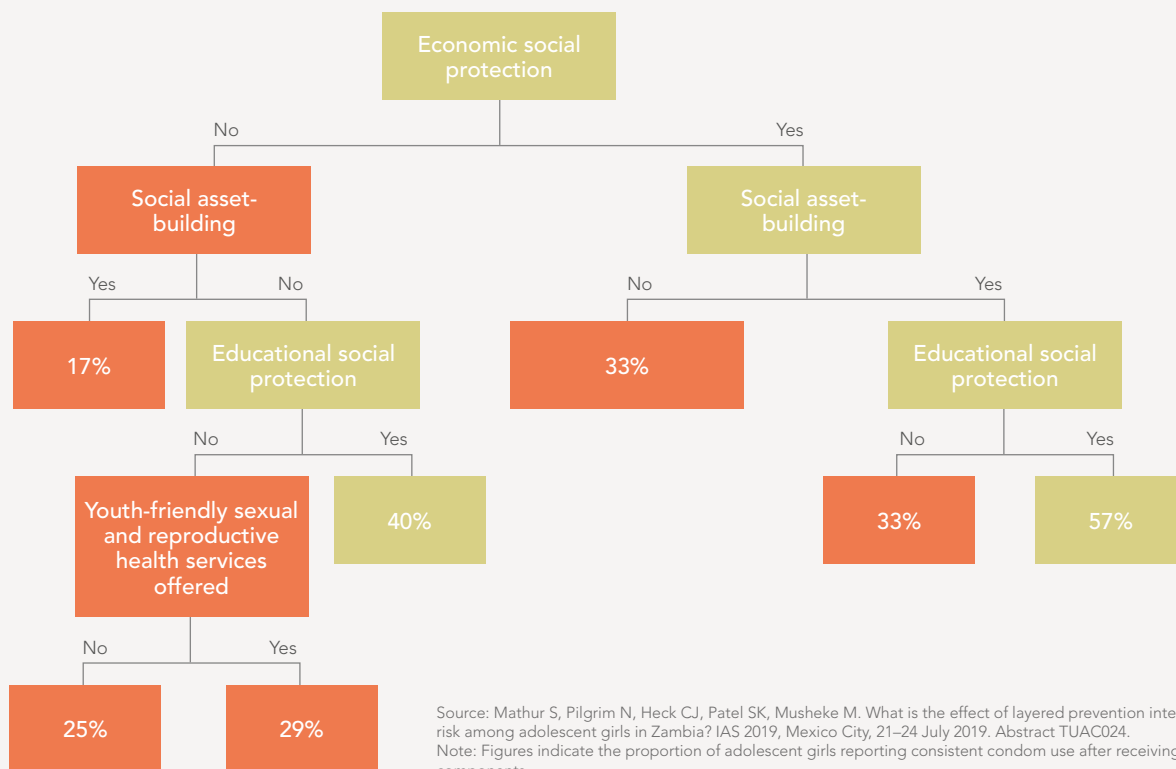 Economic social
protection
No
Yes
Social asset-
building
Social asset-
building
Yes
No
No
Yes
17%
Educational social
protection
33%
Educational social
protection
No
Yes
No
Yes
Youth-friendly sexual
and reproductive
health services
offered
40%
33%
57%
No
Yes
25%
29%
Source: Mathur S, Pilgrim N, Heck CJ, Patel SK, Musheke M. What is the effect of layered prevention inte
risk among adolescent girls in Zambia? IAS 2019, Mexico City, 21–24 July 2019. Abstract TUAC024.
Note: Figures indicate the proportion of adolescent girls reporting consistent condom use after receiving